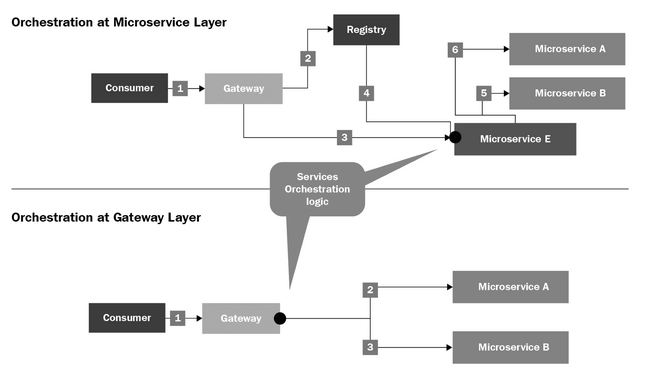 Orchestration at Microservice Layer
Registry
2
6
Microservice A
Consumer
1
Gateway
4
5
Microservice B
3
Microservice E
Services
Orchestration
logic
Orchestration at Gateway Layer
2
Microservice A
Consumer
1
Gateway
3
Microservice B